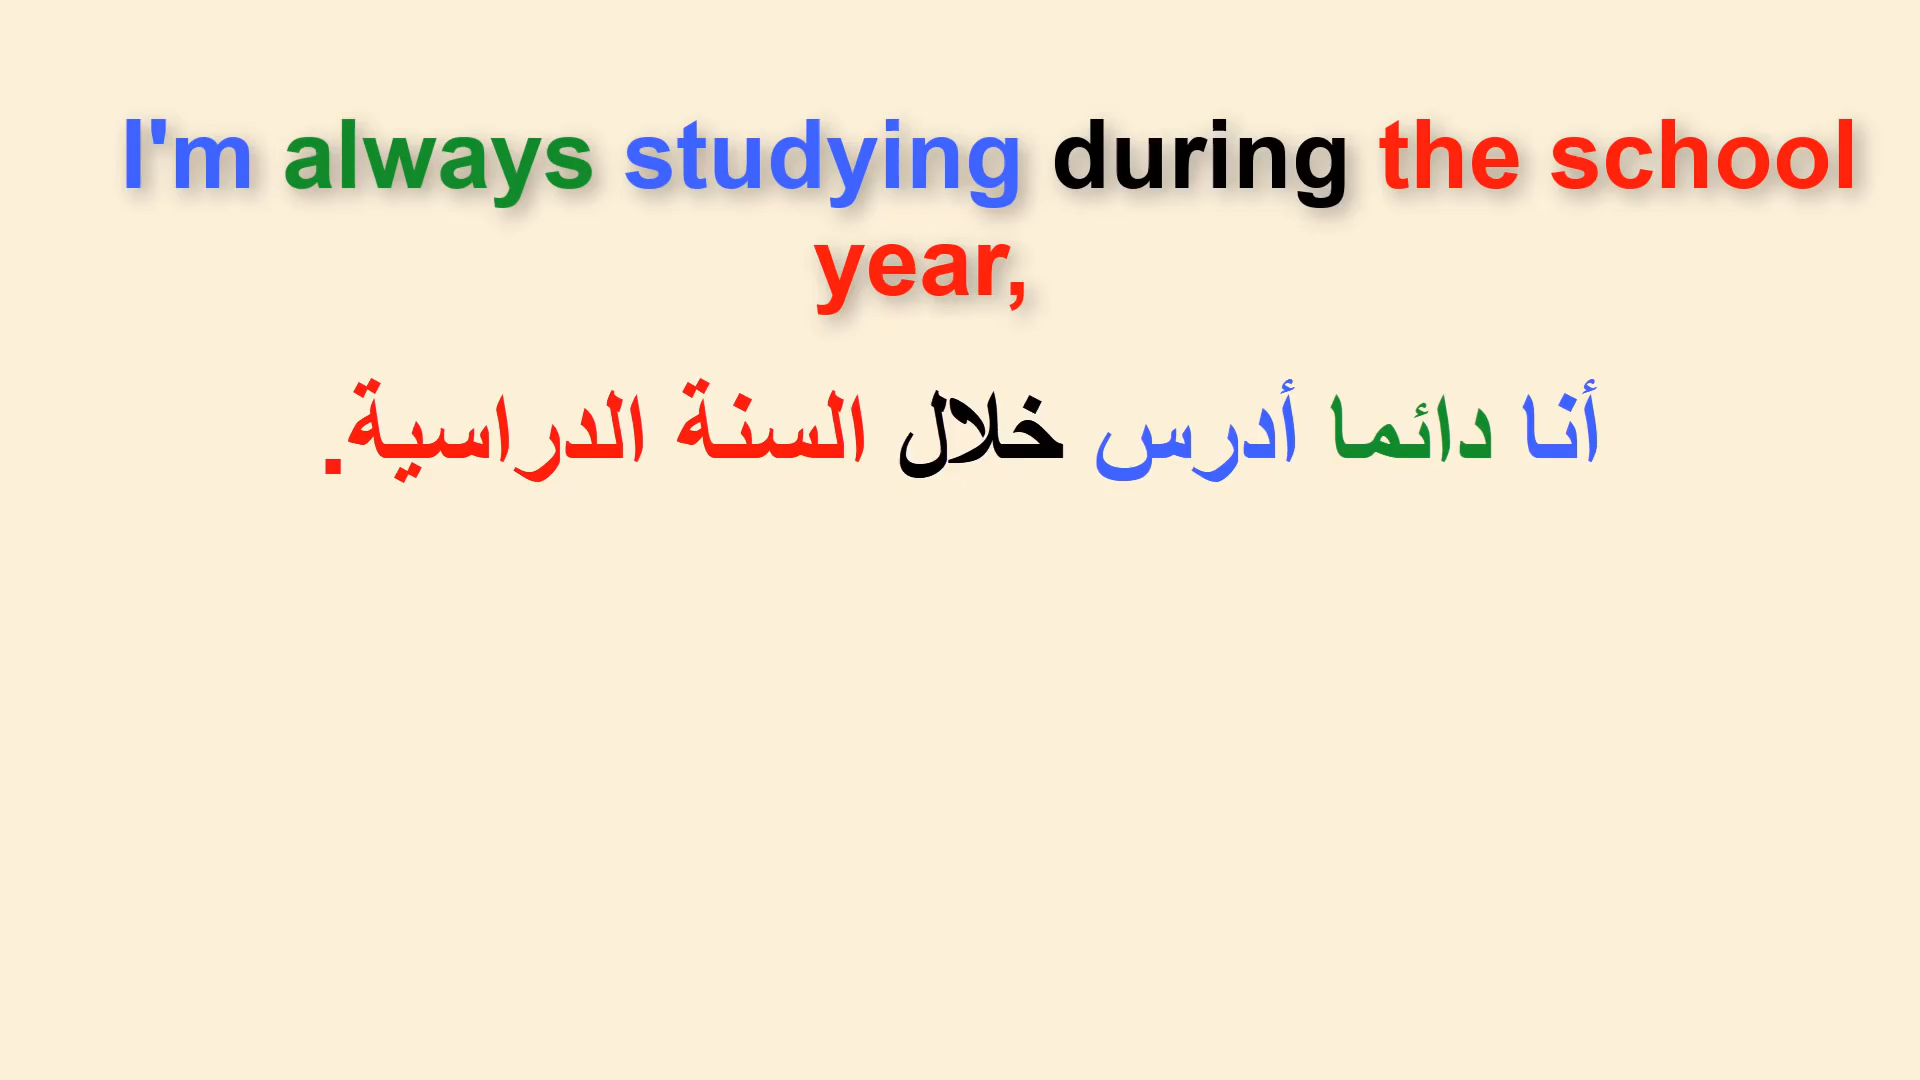 I'm always studying during the school
year,
أنا دائما أدرس خلال السنة الدراسية.